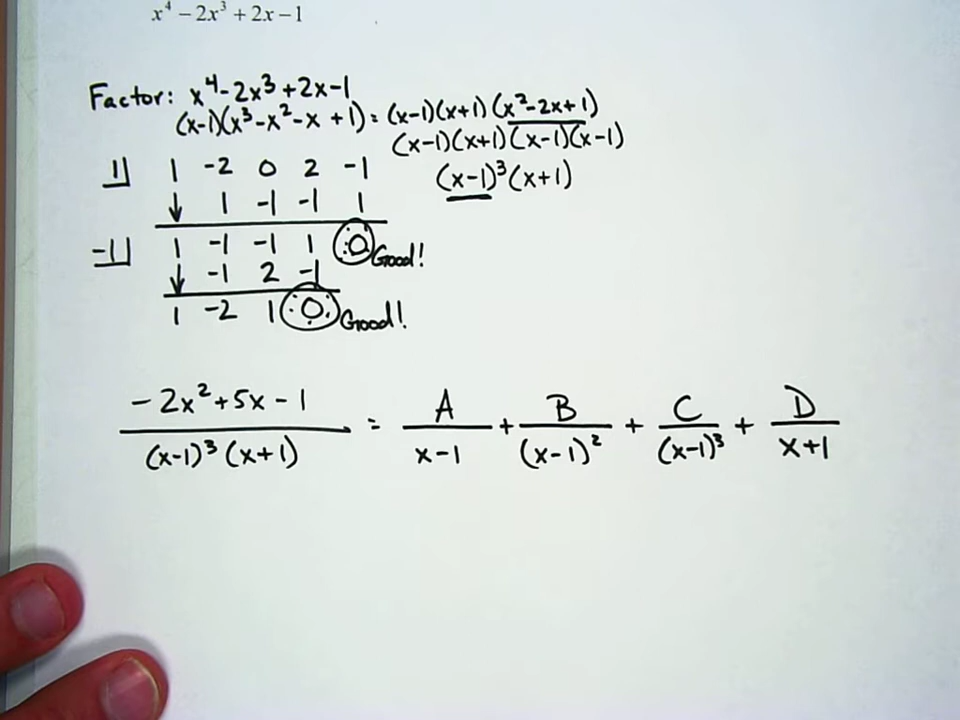 x⁴ − 2x³ + 2x − 1
Factor: x⁴-2x³+2x-1
(x-1)(x³-x²-x+1) = (x-1)(x+1)(x²-2x+1)
(x-1)(x+1)(x-1)(x-1)
(x-1)³(x+1)
1| 1 -2 0 2 -1
↓ 1 -1 -1 1
-1| 1 -1 -1 1 0 Good!
↓ -1 2 -1
1 -2 1 0 Good!
-2x²+5x-1 / (x-1)³(x+1) = A / x-1 + B / (x-1)² + C / (x-1)³ + D / x+1